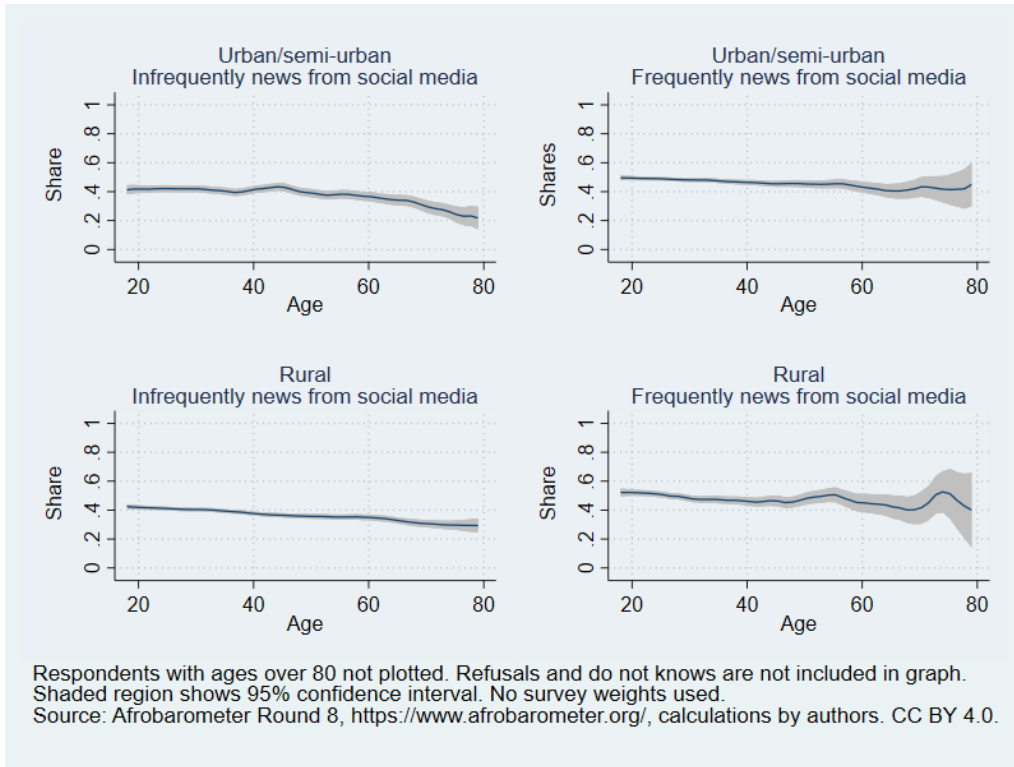 Urban/semi-urban
Infrequently news from social media
Share
0 .2 .4 .6 .8 1
20 40 60 80
Age
Urban/semi-urban
Frequently news from social media
Shares
0 .2 .4 .6 .8 1
20 40 60 80
Age
Rural
Infrequently news from social media
Share
0 .2 .4 .6 .8 1
20 40 60 80
Age
Rural
Frequently news from social media
Share
0 .2 .4 .6 .8 1
20 40 60 80
Age
Respondents with ages over 80 not plotted. Refusals and do not knows are not included in graph.
Shaded region shows 95% confidence interval. No survey weights used.
Source: Afrobarometer Round 8, https://www.afrobarometer.org/, calculations by authors. CC BY 4.0.